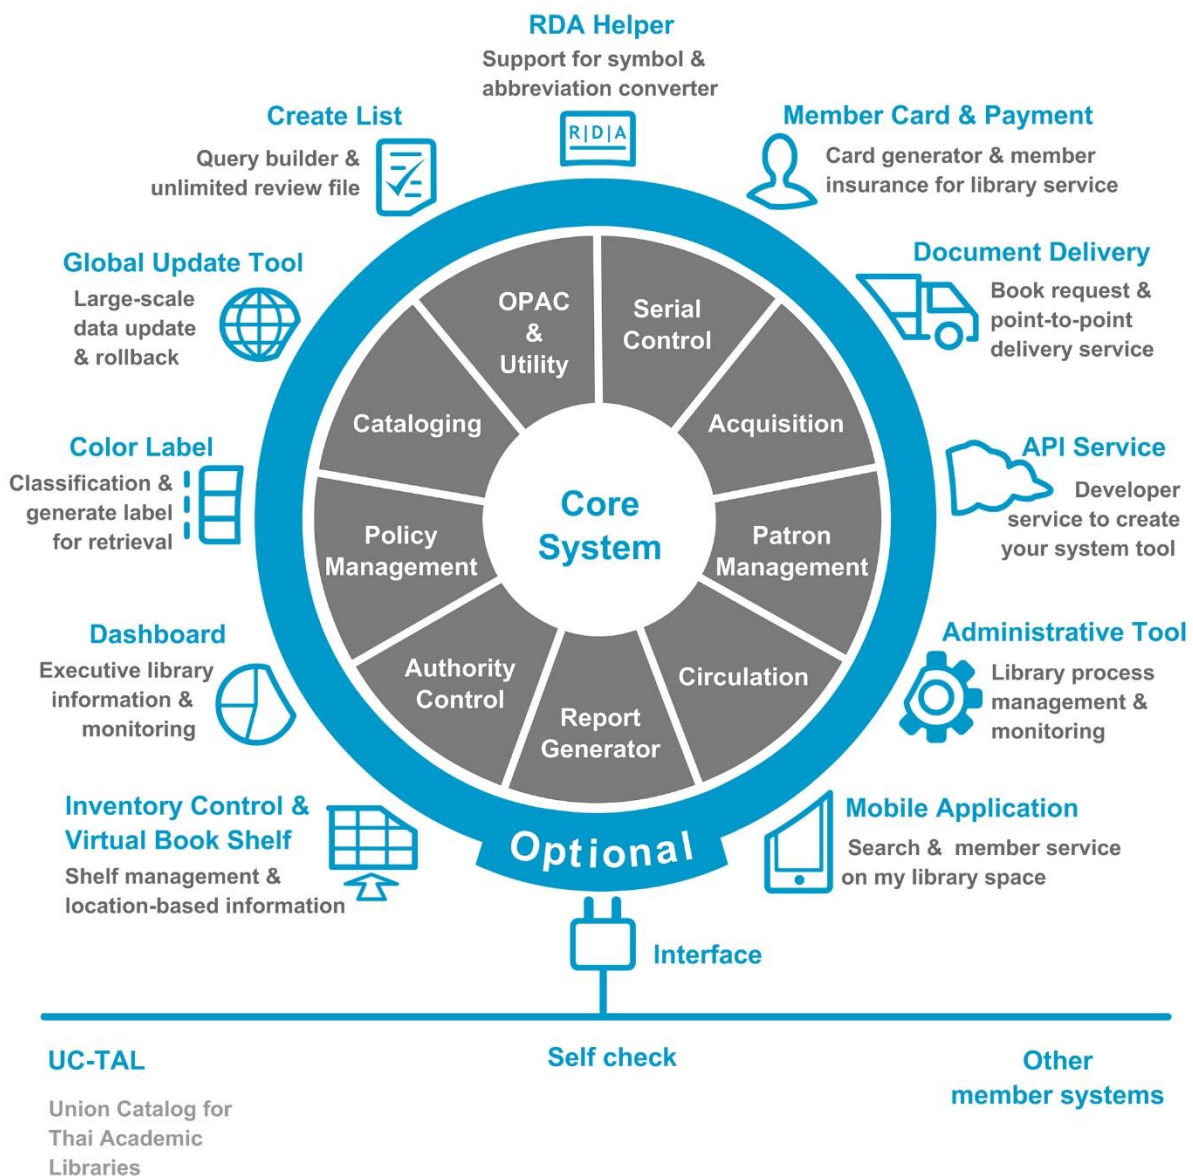 RDA Helper
Support for symbol &
abbreviation converter
R|D|A
Create List
Query builder &
unlimited review file
Member Card & Payment
Card generator & member
insurance for library service
Global Update Tool
Large-scale
data update
& rollback
Document Delivery
Book request &
point-to-point
delivery service
Color Label
Classification &
generate label
for retrieval
API Service
Developer
service to create
your system tool
Dashboard
Executive library
information &
monitoring
Administrative Tool
Library process
management &
monitoring
Inventory Control &
Virtual Book Shelf
Shelf management &
location-based information
Mobile Application
Search & member service
on my library space
OPAC
&
Utility
Serial
Control
Cataloging
Acquisition
Core
System
Policy
Management
Patron
Management
Authority
Control
Circulation
Report
Generator
Optional
Interface
UC-TAL
Union Catalog for
Thai Academic
Libraries
Self check
Other
member systems